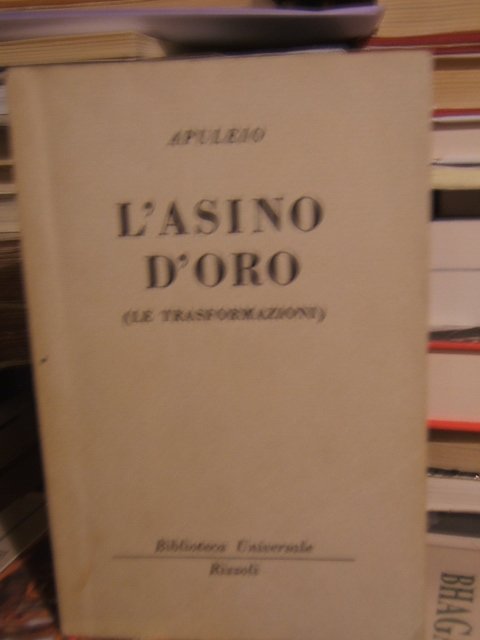 APULEIO
L'ASINO
D'ORO
(LE TRASFORMAZIONI)
Biblioteca Universale
Rizzoli
BHAG